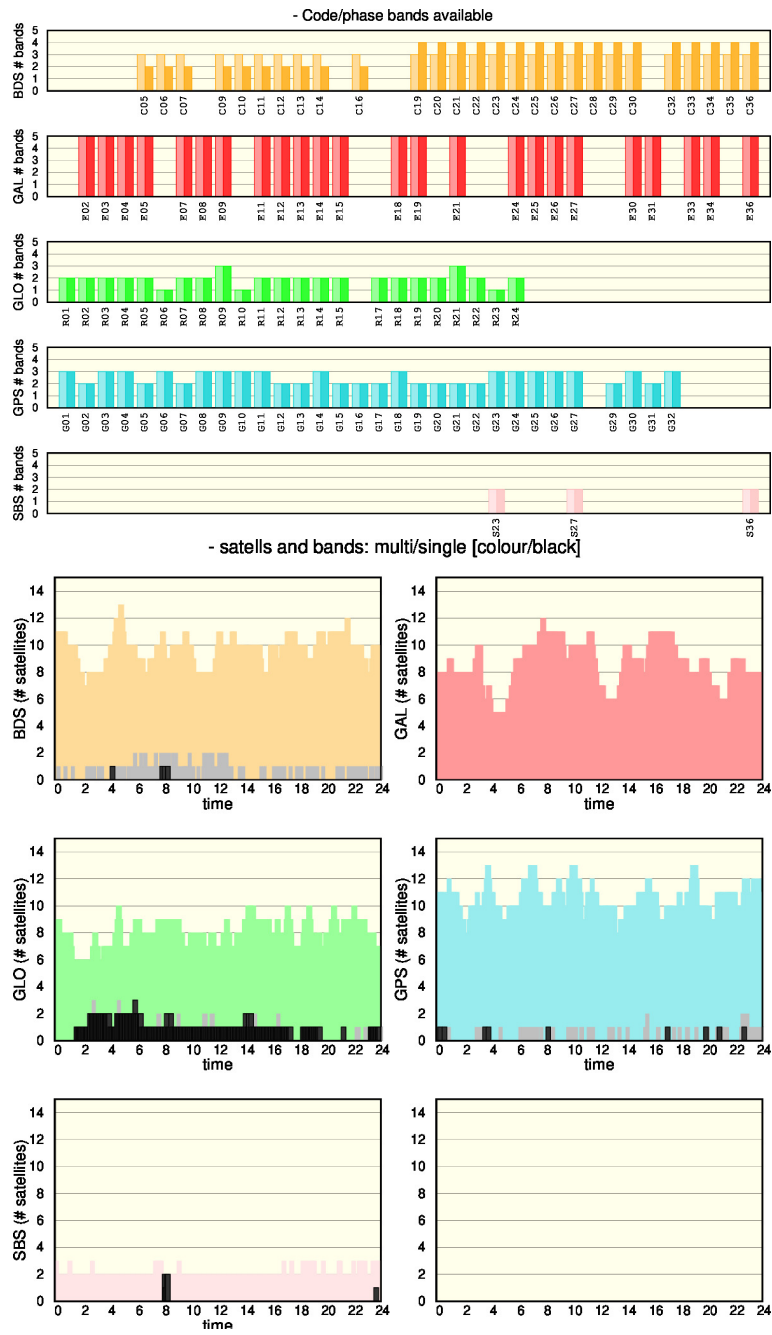 - Code/phase bands available
BDS # bands
5
4
3
2
1
0
C05 C06 C07 C09 C10 C11 C12 C13 C14 C16 C19 C20 C21 C22 C23 C24 C25 C26 C27 C28 C29 C30 C32 C33 C34 C35 C36
GAL # bands
5
4
3
2
1
0
E02 E03 E04 E05 E07 E08 E09 E11 E12 E13 E14 E15 E18 E19 E21 E24 E25 E26 E27 E30 E31 E33 E34 E36
GLO # bands
5
4
3
2
1
0
R01 R02 R03 R04 R05 R06 R07 R08 R09 R10 R11 R12 R13 R14 R15 R17 R18 R19 R20 R21 R22 R23 R24
GPS # bands
5
4
3
2
1
0
G01 G02 G03 G04 G05 G06 G07 G08 G09 G10 G11 G12 G13 G14 G15 G16 G17 G18 G19 G20 G21 G22 G23 G24 G25 G26 G27 G29 G30 G31 G32
SBS # bands
5
4
3
2
1
0
S23 S27 S36
- satells and bands: multi/single [colour/black]
BDS (# satellites)
14
12
10
8
6
4
2
0
0 2 4 6 8 10 12 14 16 18 20 22 24
time
GAL (# satellites)
14
12
10
8
6
4
2
0
0 2 4 6 8 10 12 14 16 18 20 22 24
time
GLO (# satellites)
14
12
10
8
6
4
2
0
0 2 4 6 8 10 12 14 16 18 20 22 24
time
GPS (# satellites)
14
12
10
8
6
4
2
0
0 2 4 6 8 10 12 14 16 18 20 22 24
time
SBS (# satellites)
14
12
10
8
6
4
2
0
0 2 4 6 8 10 12 14 16 18 20 22 24
time
14
12
10
8
6
4
2
0
0 2 4 6 8 10 12 14 16 18 20 22 24